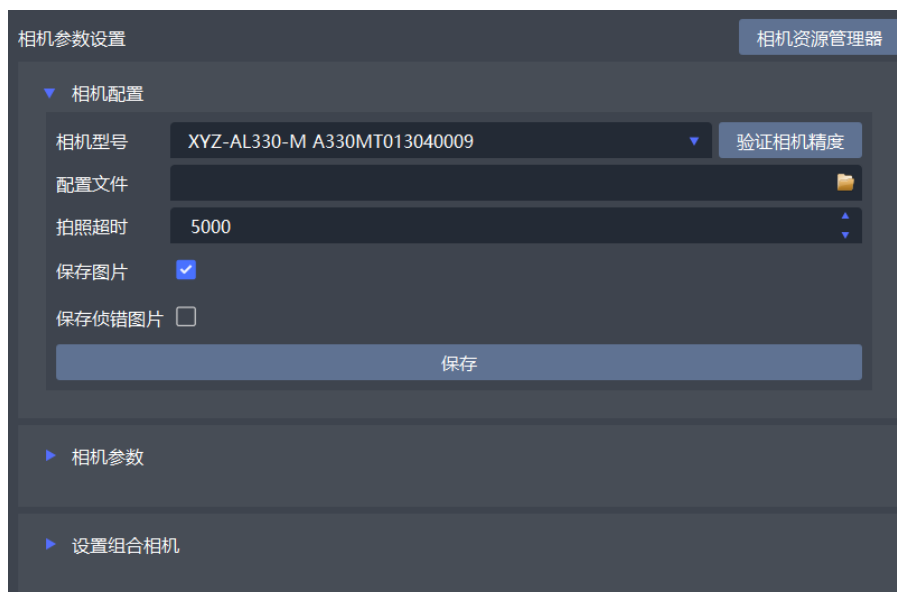 相机参数设置 相机资源管理器
相机配置
相机型号 XYZ-AL330-M A330MT013040009 验证相机精度
配置文件
拍照超时 5000
保存图片
保存侦错图片
保存
相机参数
设置组合相机